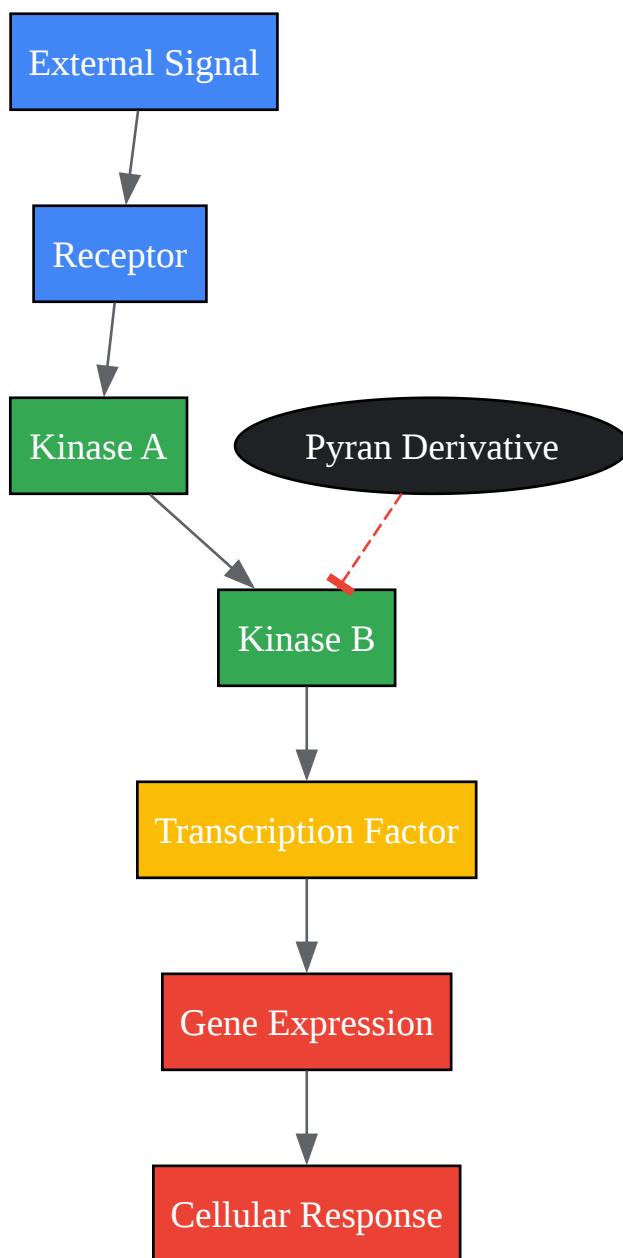 External Signal
Receptor
Kinase A
Pyran Derivative
Kinase B
Transcription Factor
Gene Expression
Cellular Response